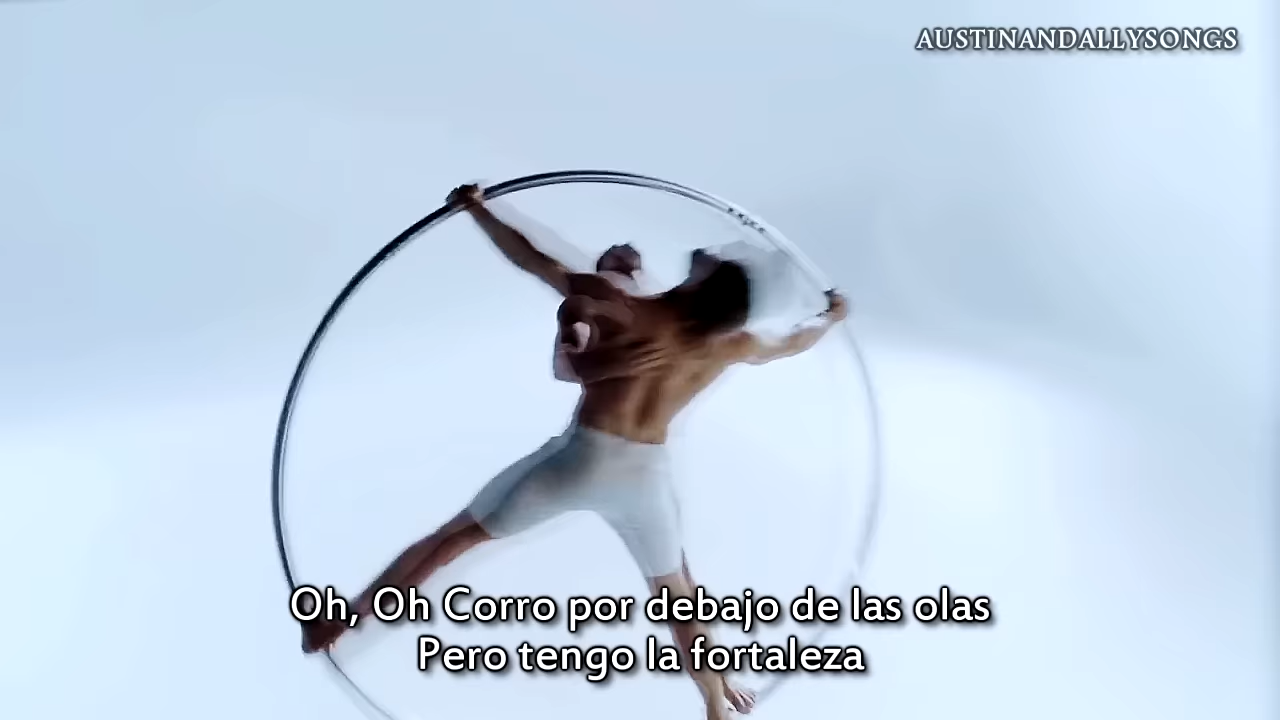 AUSTINANDALLYSONGS
Oh, Oh Corro por debajo de las olas
Pero tengo la fortaleza